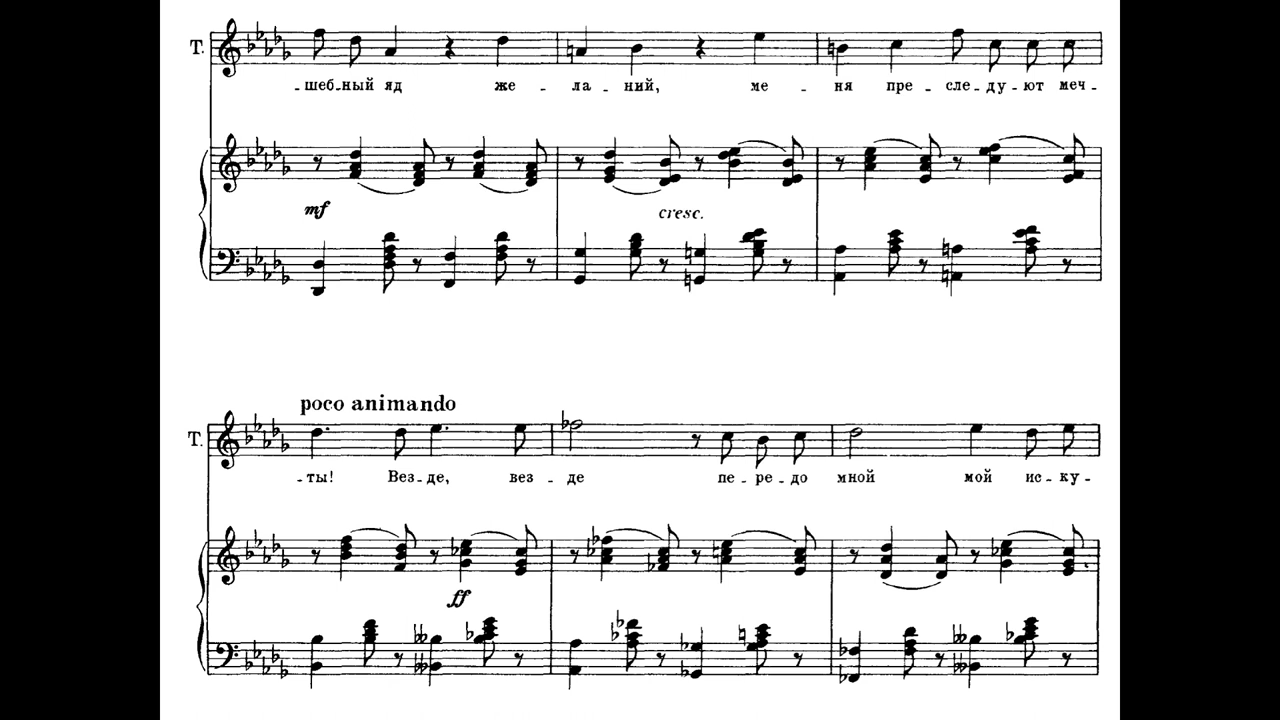 T.
-шеб-ный яд же - ла - ний, ме - ня пре - сле - ду - ют меч -
mf cresc.
poco animando
T.
-ты! Вез-де, вез - де пе - ре - до мной мой ис - ку -
ff